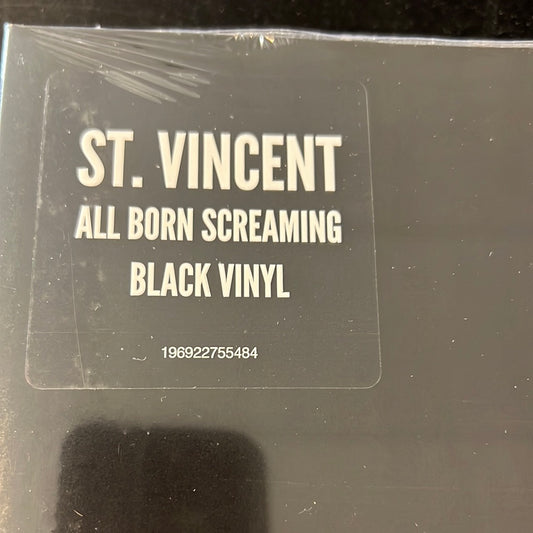 ST. VINCENT
ALL BORN SCREAMING
BLACK VINYL
196922755484